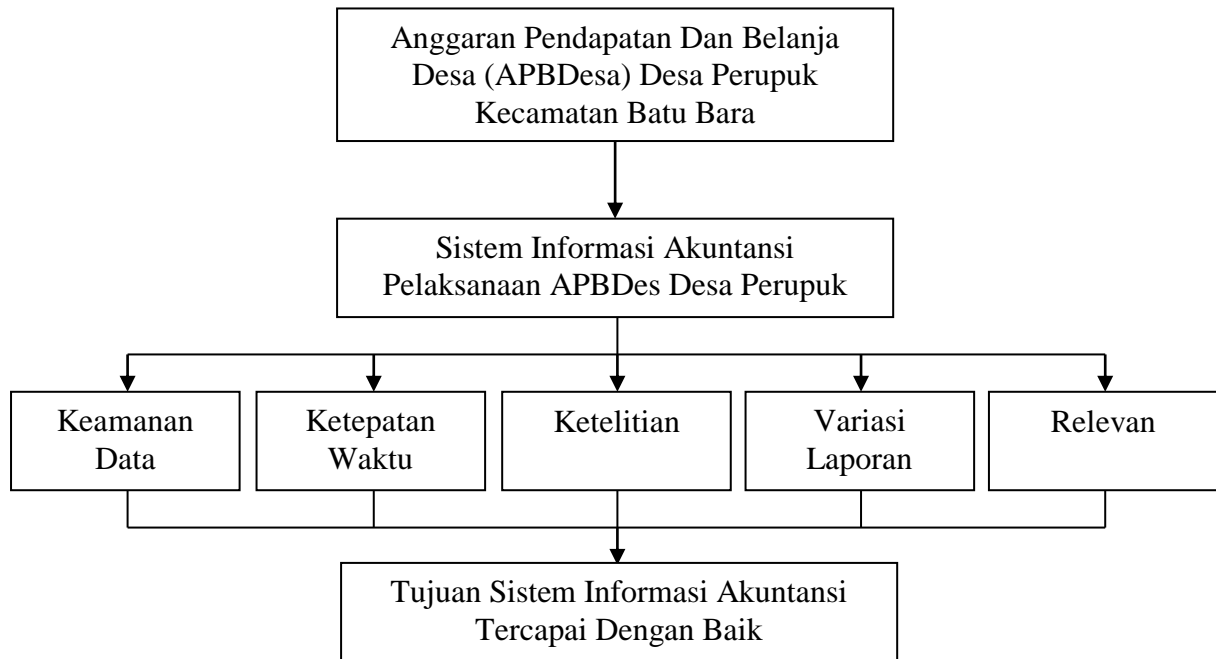 Anggaran Pendapatan Dan Belanja
Desa (APBDesa) Desa Perupuk
Kecamatan Batu Bara
Sistem Informasi Akuntansi
Pelaksanaan APBDes Desa Perupuk
Keamanan
Data
Ketepatan
Waktu
Ketelitian
Variasi
Laporan
Relevan
Tujuan Sistem Informasi Akuntansi
Tercapai Dengan Baik